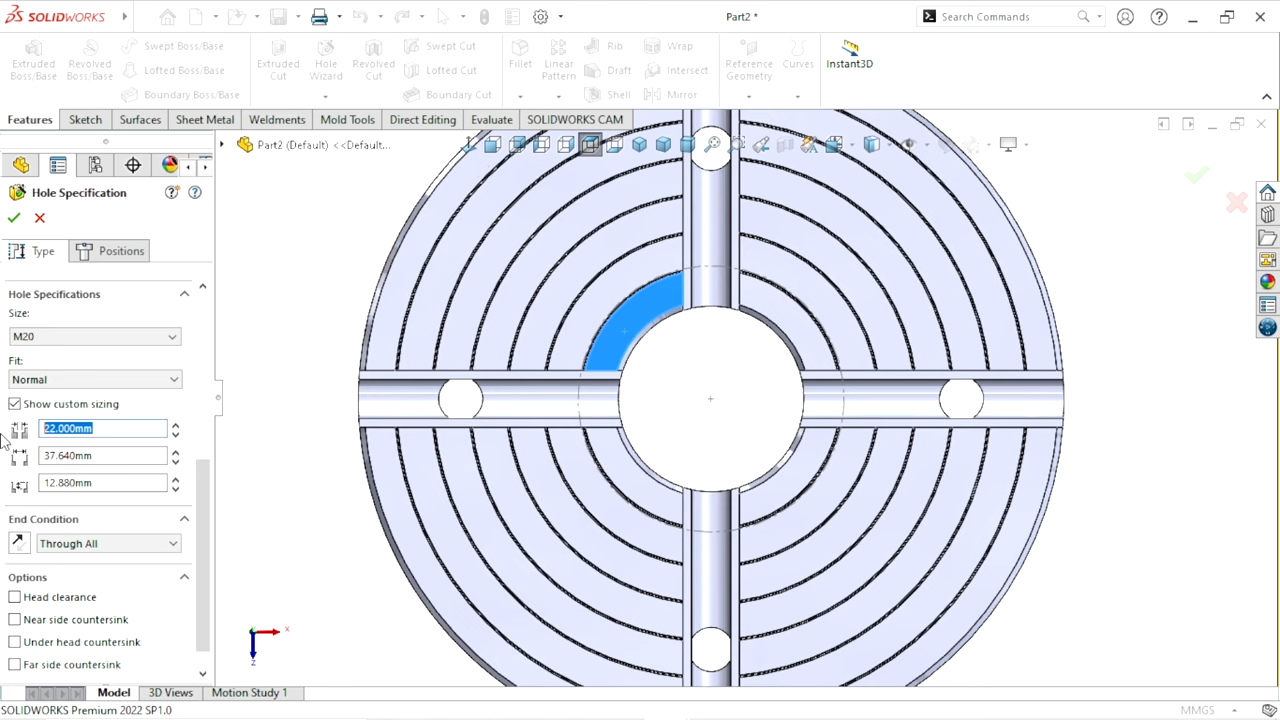 SOLIDWORKS
Part2 *
Search Commands
Extruded Boss/Base
Revolved Boss/Base
Swept Boss/Base
Lofted Boss/Base
Boundary Boss/Base
Extruded Cut
Hole Wizard
Revolved Cut
Swept Cut
Lofted Cut
Boundary Cut
Fillet
Linear Pattern
Rib
Draft
Shell
Wrap
Intersect
Mirror
Reference Geometry
Curves
Instant3D
Features
Sketch
Surfaces
Sheet Metal
Weldments
Mold Tools
Direct Editing
Evaluate
SOLIDWORKS CAM
Part2 (Default) <<Default...
Hole Specification
Type
Positions
Hole Specifications
Size:
M20
Fit:
Normal
Show custom sizing
22.000mm
37.640mm
12.880mm
End Condition
Through All
Options
Head clearance
Near side countersink
Under head countersink
Far side countersink
X
Z
Model
3D Views
Motion Study 1
SOLIDWORKS Premium 2022 SP1.0
MMGS